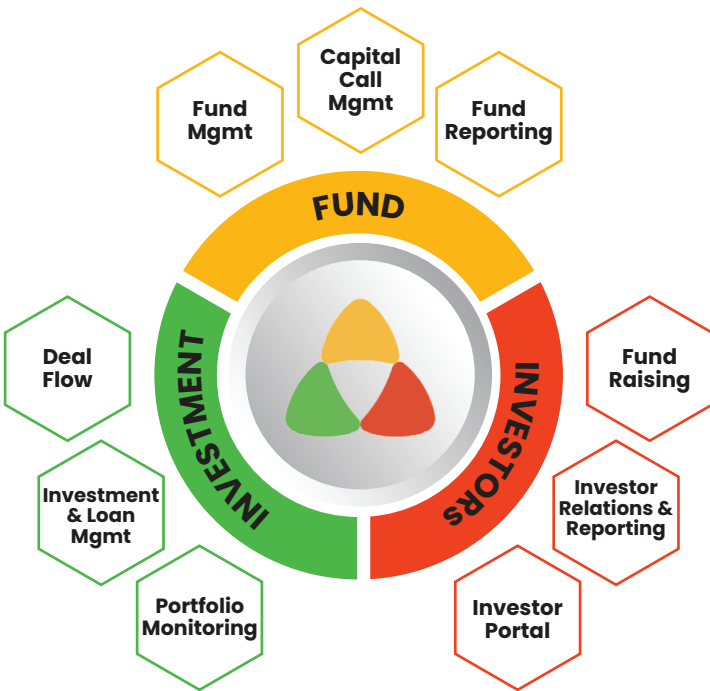 Capital
Call
Mgmt
Fund
Mgmt
Fund
Reporting
FUND
INVESTMENT
INVESTORS
Deal
Flow
Fund
Raising
Investment
& Loan
Mgmt
Investor
Relations &
Reporting
Portfolio
Monitoring
Investor
Portal